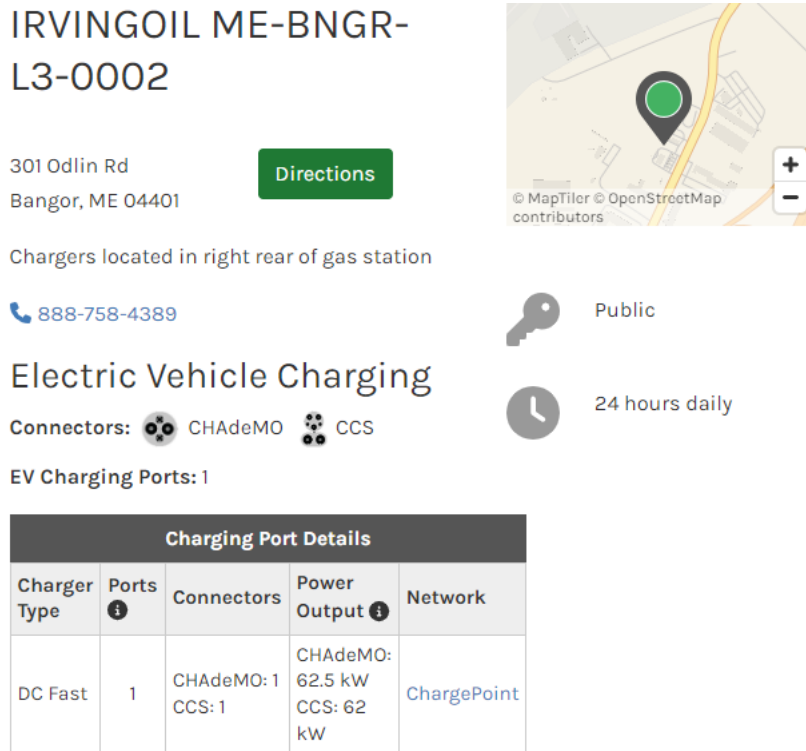 IRVINGOIL ME-BNGR-
L3-0002
301 Odlin Rd
Bangor, ME 04401
Directions
Chargers located in right rear of gas station
888-758-4389
+
−
© MapTiler © OpenStreetMap
contributors
Public
24 hours daily
Electric Vehicle Charging
Connectors: CHAdeMO CCS
EV Charging Ports: 1
Charging Port Details
Charger
Type
Ports
Connectors
Power
Output
Network
DC Fast
1
CHAdeMO: 1
CCS: 1
CHAdeMO:
62.5 kW
CCS: 62
kW
ChargePoint